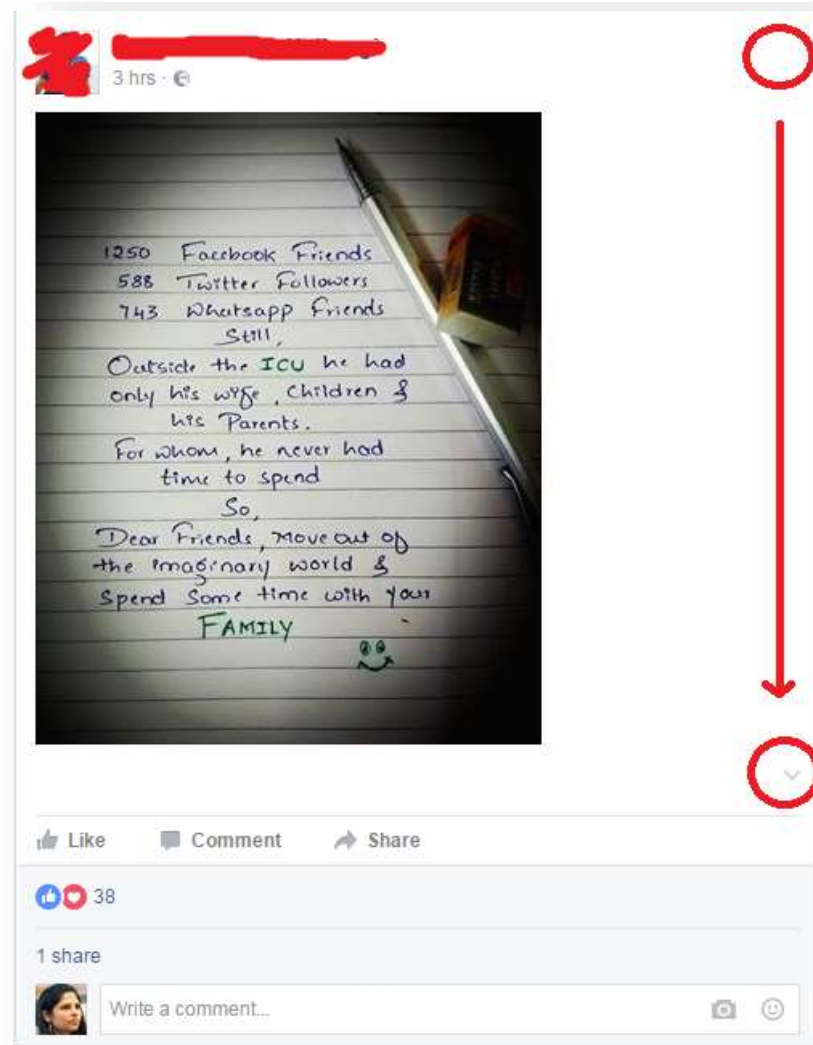 3 hrs ·
1250 Facebook Friends
588 Twitter Followers
743 Whatsapp Friends
Still,
Outside the ICU he had
only his wife, Children &
his Parents.
For whom, he never had
time to spend
So,
Dear Friends, Move out of
the imaginary world &
Spend Some time with your
FAMILY
Like Comment Share
38
1 share
Write a comment...